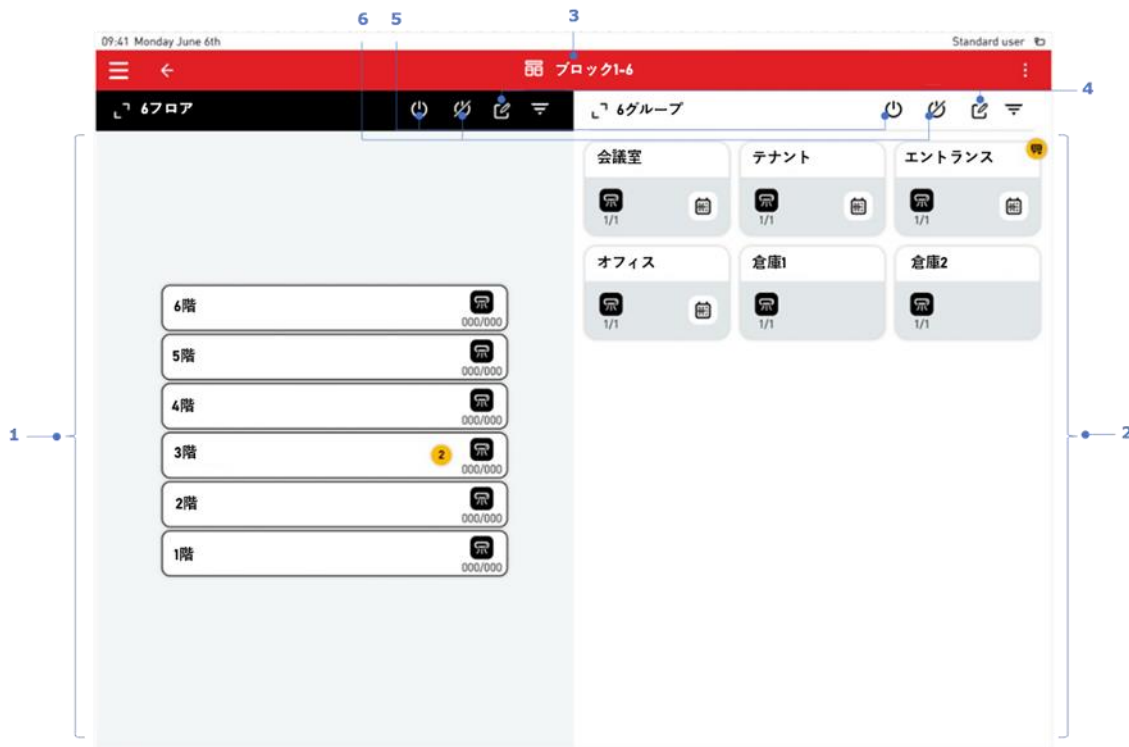 6 5 3
09:41 Monday June 6th Standard user
ブロック1-6
4
6フロア 6グループ
会議室 テナント エントランス
1/1 1/1 1/1
オフィス 倉庫1 倉庫2
1/1 1/1 1/1
6階 000/000
5階 000/000
4階 000/000
1 3階 2 000/000 2
2階 000/000
1階 000/000